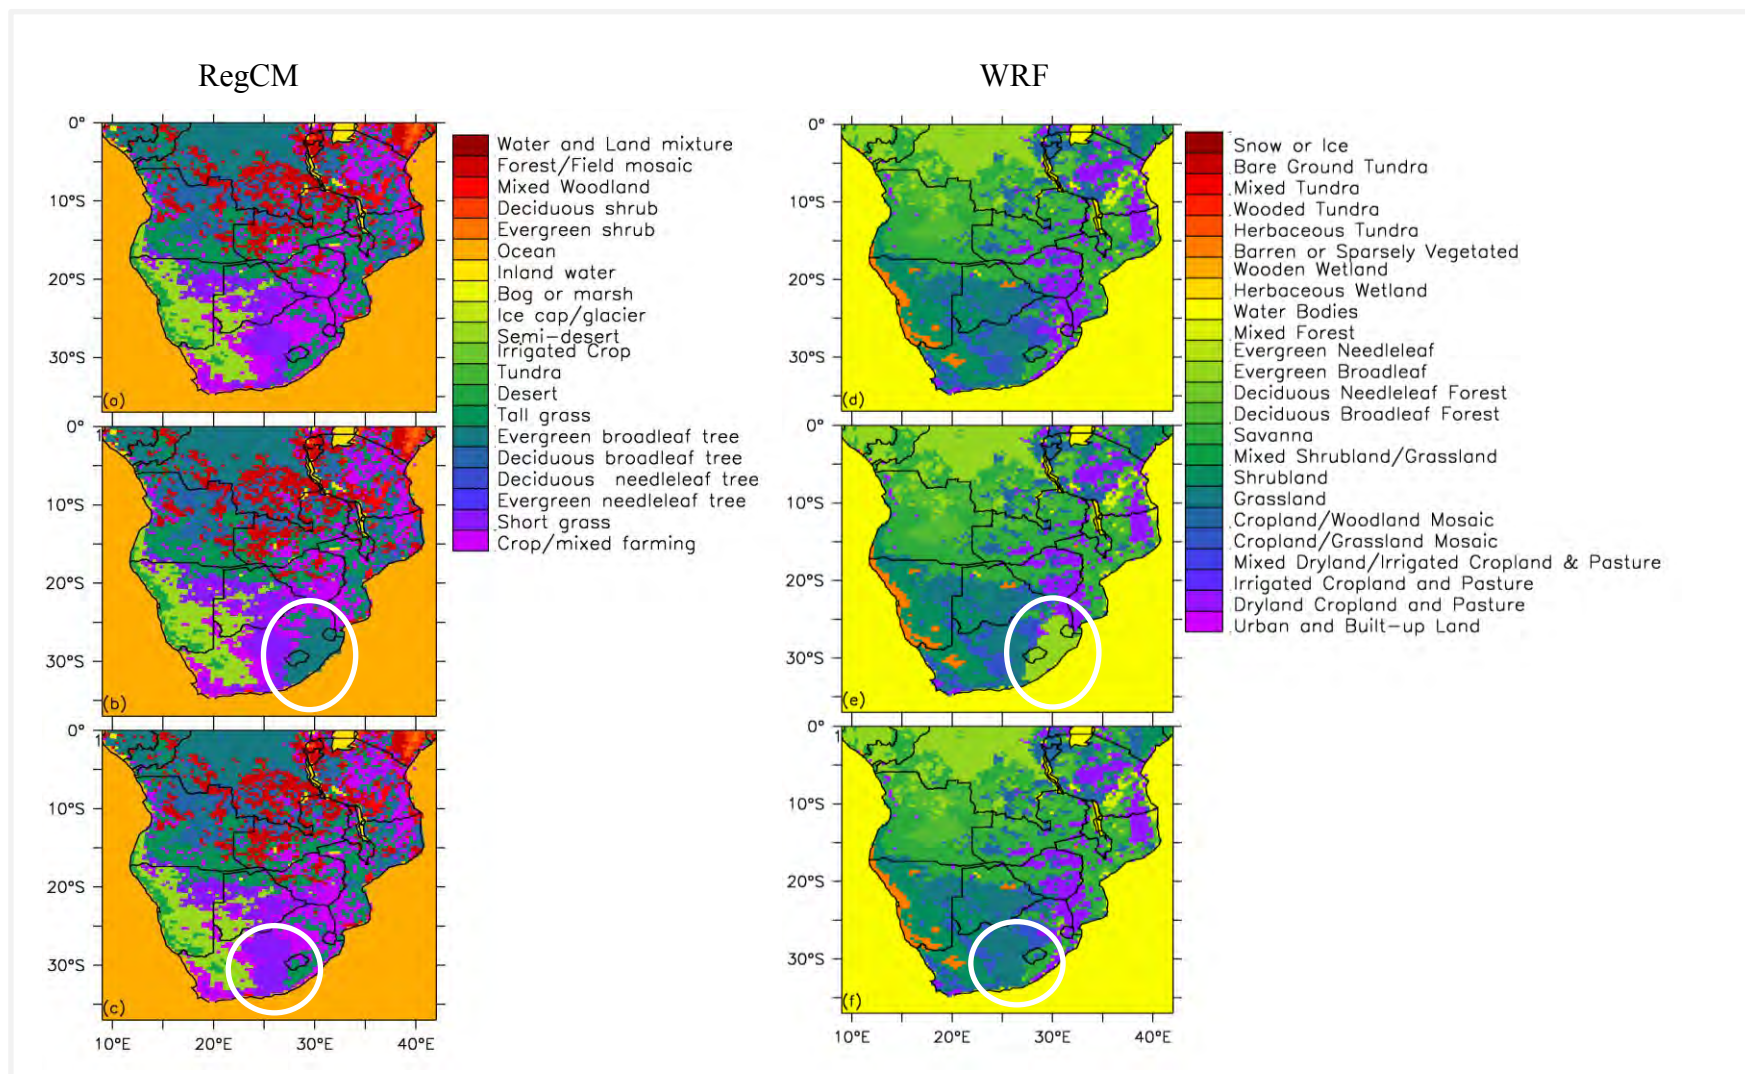 RegCM
WRF
0°
10°S
20°S
30°S
(a)
Water and Land mixture
Forest/Field mosaic
Mixed Woodland
Deciduous shrub
Evergreen shrub
Ocean
Inland water
Bog or marsh
Ice cap/glacier
Semi-desert
Irrigated Crop
Tundra
Desert
Tall grass
Evergreen broadleaf tree
Deciduous broadleaf tree
Deciduous needleleaf tree
Evergreen needleleaf tree
Short grass
Crop/mixed farming
0°
10°S
20°S
30°S
(d)
Snow or Ice
Bare Ground Tundra
Mixed Tundra
Wooded Tundra
Herbaceous Tundra
Barren or Sparsely Vegetated
Wooden Wetland
Herbaceous Wetland
Water Bodies
Mixed Forest
Evergreen Needleleaf
Evergreen Broadleaf
Deciduous Needleleaf Forest
Deciduous Broadleaf Forest
Savanna
Mixed Shrubland/Grassland
Shrubland
Grassland
Cropland/Woodland Mosaic
Cropland/Grassland Mosaic
Mixed Dryland/Irrigated Cropland & Pasture
Irrigated Cropland and Pasture
Dryland Cropland and Pasture
Urban and Built-up Land
0°
10°S
20°S
30°S
(b)
0°
10°S
20°S
30°S
(e)
0°
10°S
20°S
30°S
(c)
10°E 20°E 30°E 40°E
0°
10°S
20°S
30°S
(f)
10°E 20°E 30°E 40°E